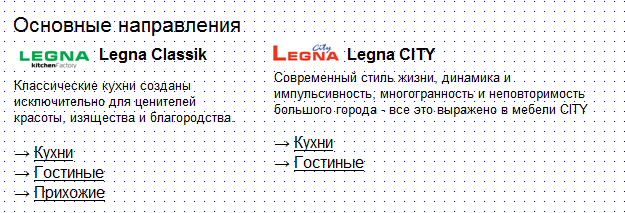 Основные направления
LEGNA kitchenFactory Legna Classik
Классические кухни созданы
исключительно для ценителей
красоты, изящества и благородства.
→ Кухни
→ Гостиные
→ Прихожие
LEGNA City Legna CITY
Современный стиль жизни, динамика и
импульсивность, многогранность и неповторимость
большого города - все это выражено в мебели CITY
→ Кухни
→ Гостиные